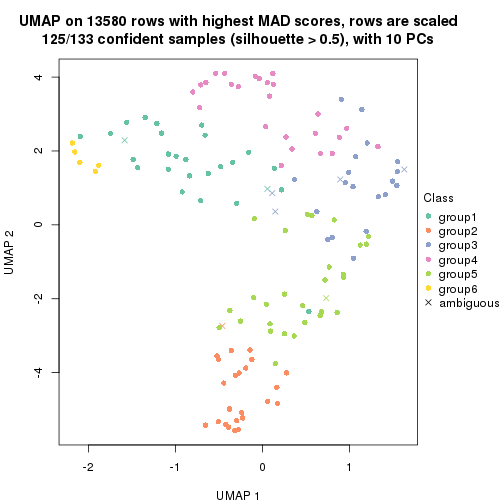 UMAP on 13580 rows with highest MAD scores, rows are scaled
125/133 confident samples (silhouette > 0.5), with 10 PCs
4
2
0
-2
-4
UMAP 2
-2
-1
0
1
UMAP 1
Class
group1
group2
group3
group4
group5
group6
ambiguous